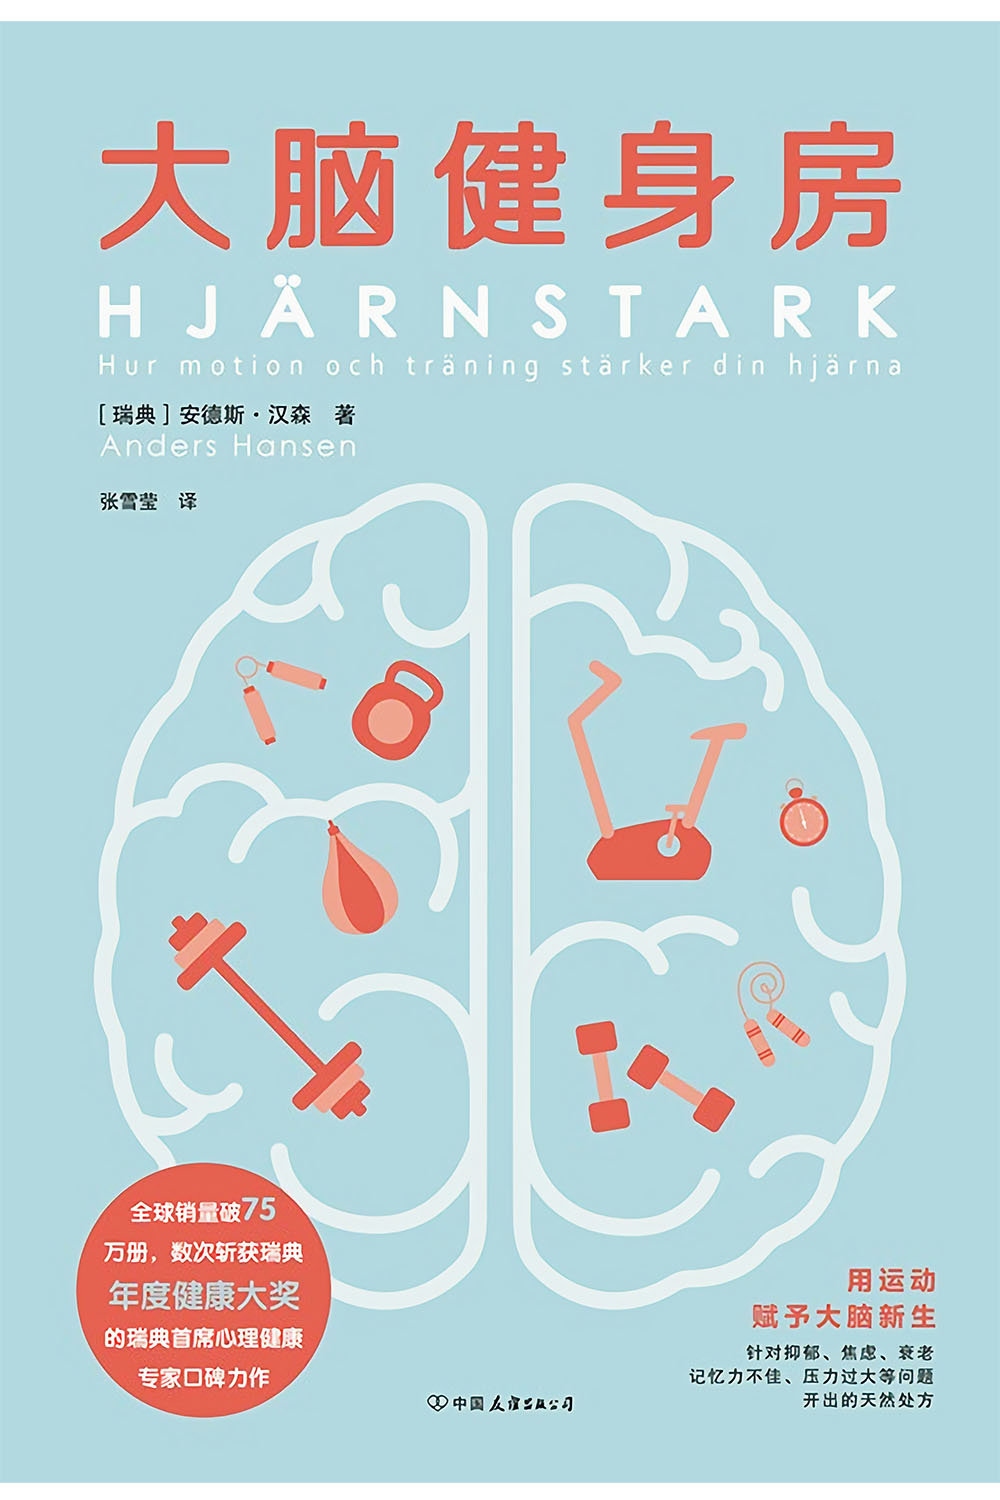 大脑健身房
HJÄRNSTARK
Hur motion och träning stärker din hjärna
[瑞典] 安德斯·汉森 著
Anders Hansen
张雪莹 译
全球销量破75
万册，数次斩获瑞典
年度健康大奖
的瑞典首席心理健康
专家口碑力作
用运动
赋予大脑新生
针对抑郁、焦虑、衰老
记忆力不佳、压力过大等问题
开出的天然处方
中国友谊出版公司